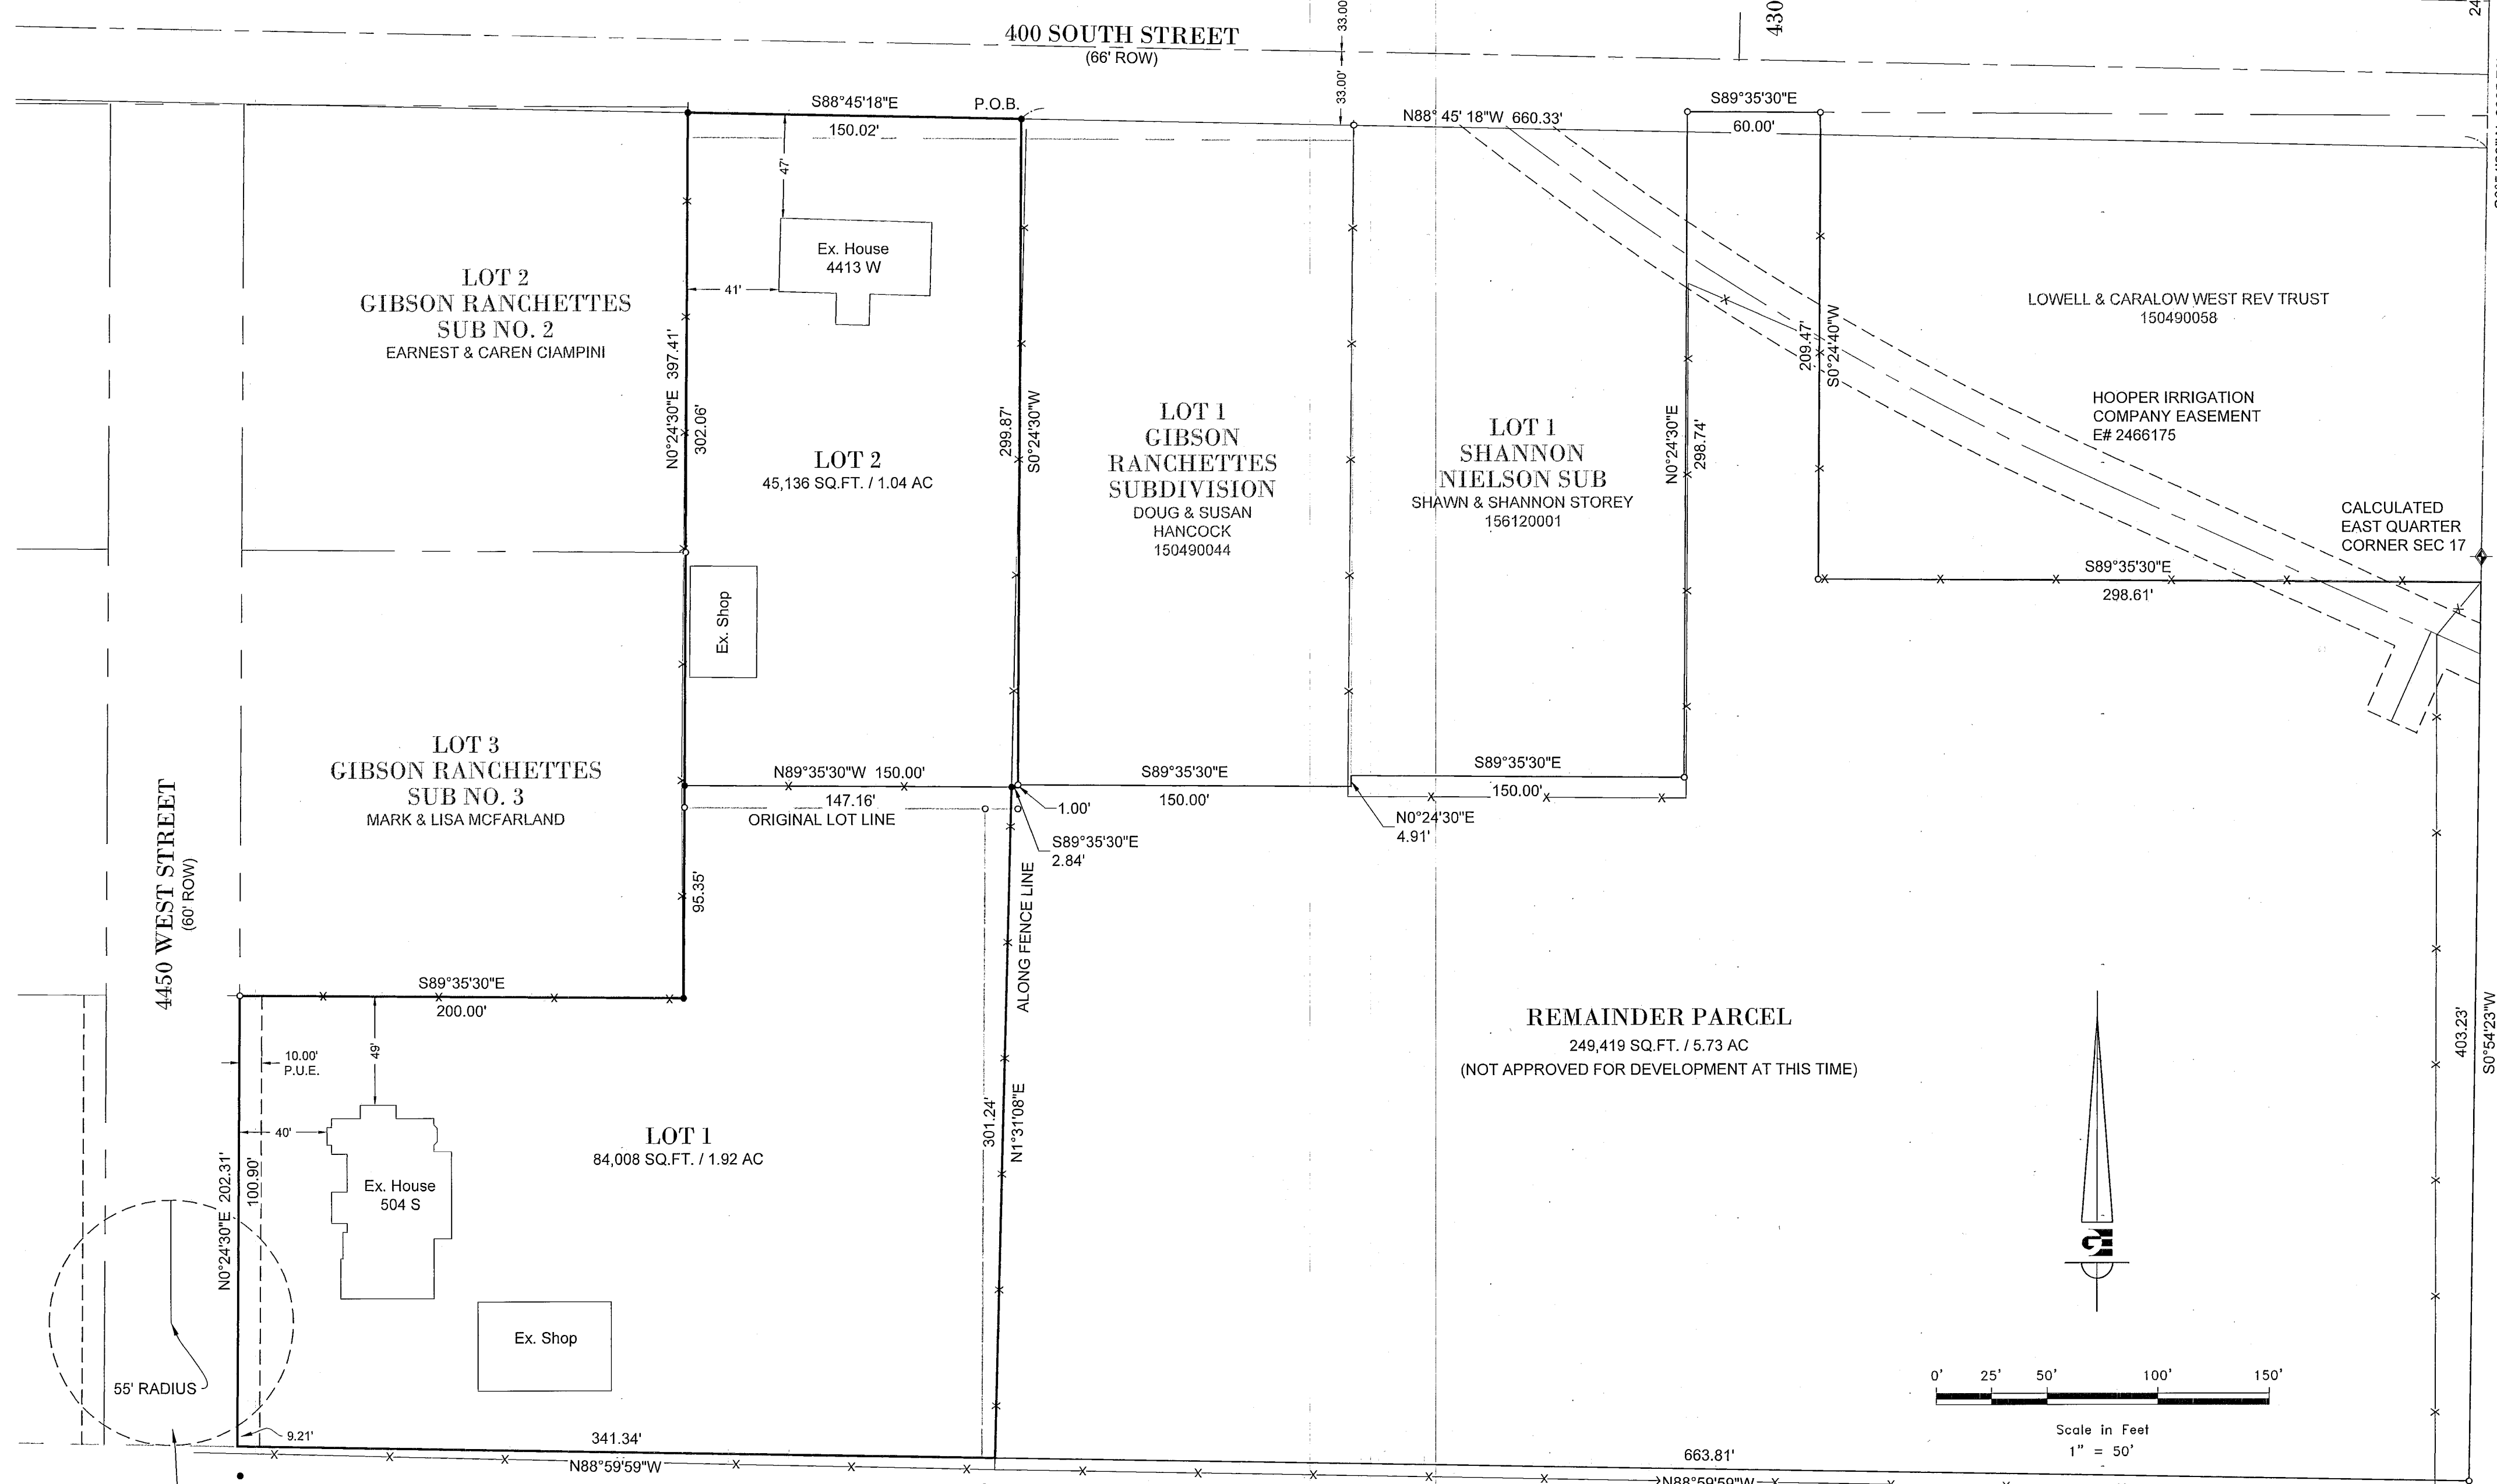 400 SOUTH STREET
(66' ROW)
33.00'
33.00'
430
24
S88°45'18"E
150.02'
P.O.B.
N88° 45' 18"W 660.33'
S89°35'30"E
60.00'
47'
Ex. House
4413 W
41'
LOT 2
GIBSON RANCHETTES
SUB NO. 2
EARNEST & CAREN CIAMPINI
N0°24'30"E 397.41'
302.06'
LOT 2
45,136 SQ.FT. / 1.04 AC
299.87'
S0°24'30"W
LOT 1
GIBSON
RANCHETTES
SUBDIVISION
DOUG & SUSAN
HANCOCK
150490044
LOT 1
SHANNON
NIELSON SUB
SHAWN & SHANNON STOREY
156120001
N0°24'30"E
298.74'
209.47'
S0°24'40"W
LOWELL & CARALOW WEST REV TRUST
150490058
HOOPER IRRIGATION
COMPANY EASEMENT
E# 2466175
CALCULATED
EAST QUARTER
CORNER SEC 17
S89°35'30"E
298.61'
Ex. Shop
LOT 3
GIBSON RANCHETTES
SUB NO. 3
MARK & LISA MCFARLAND
4450 WEST STREET
(60' ROW)
N89°35'30"W 150.00'
147.16'
ORIGINAL LOT LINE
1.00'
S89°35'30"E
2.84'
S89°35'30"E
150.00'
S89°35'30"E
150.00'
N0°24'30"E
4.91'
95.35'
ALONG FENCE LINE
S89°35'30"E
200.00'
10.00'
P.U.E.
49'
40'
Ex. House
504 S
LOT 1
84,008 SQ.FT. / 1.92 AC
N0°24'30"E 202.31'
100.90'
301.24'
N1°31'08"E
REMAINDER PARCEL
249,419 SQ.FT. / 5.73 AC
(NOT APPROVED FOR DEVELOPMENT AT THIS TIME)
403.23'
S0°54'23"W
G
Ex. Shop
55' RADIUS
9.21'
341.34'
N88°59'59"W
663.81'
N88°59'59"W
0' 25' 50' 100' 150'
Scale in Feet
1" = 50'